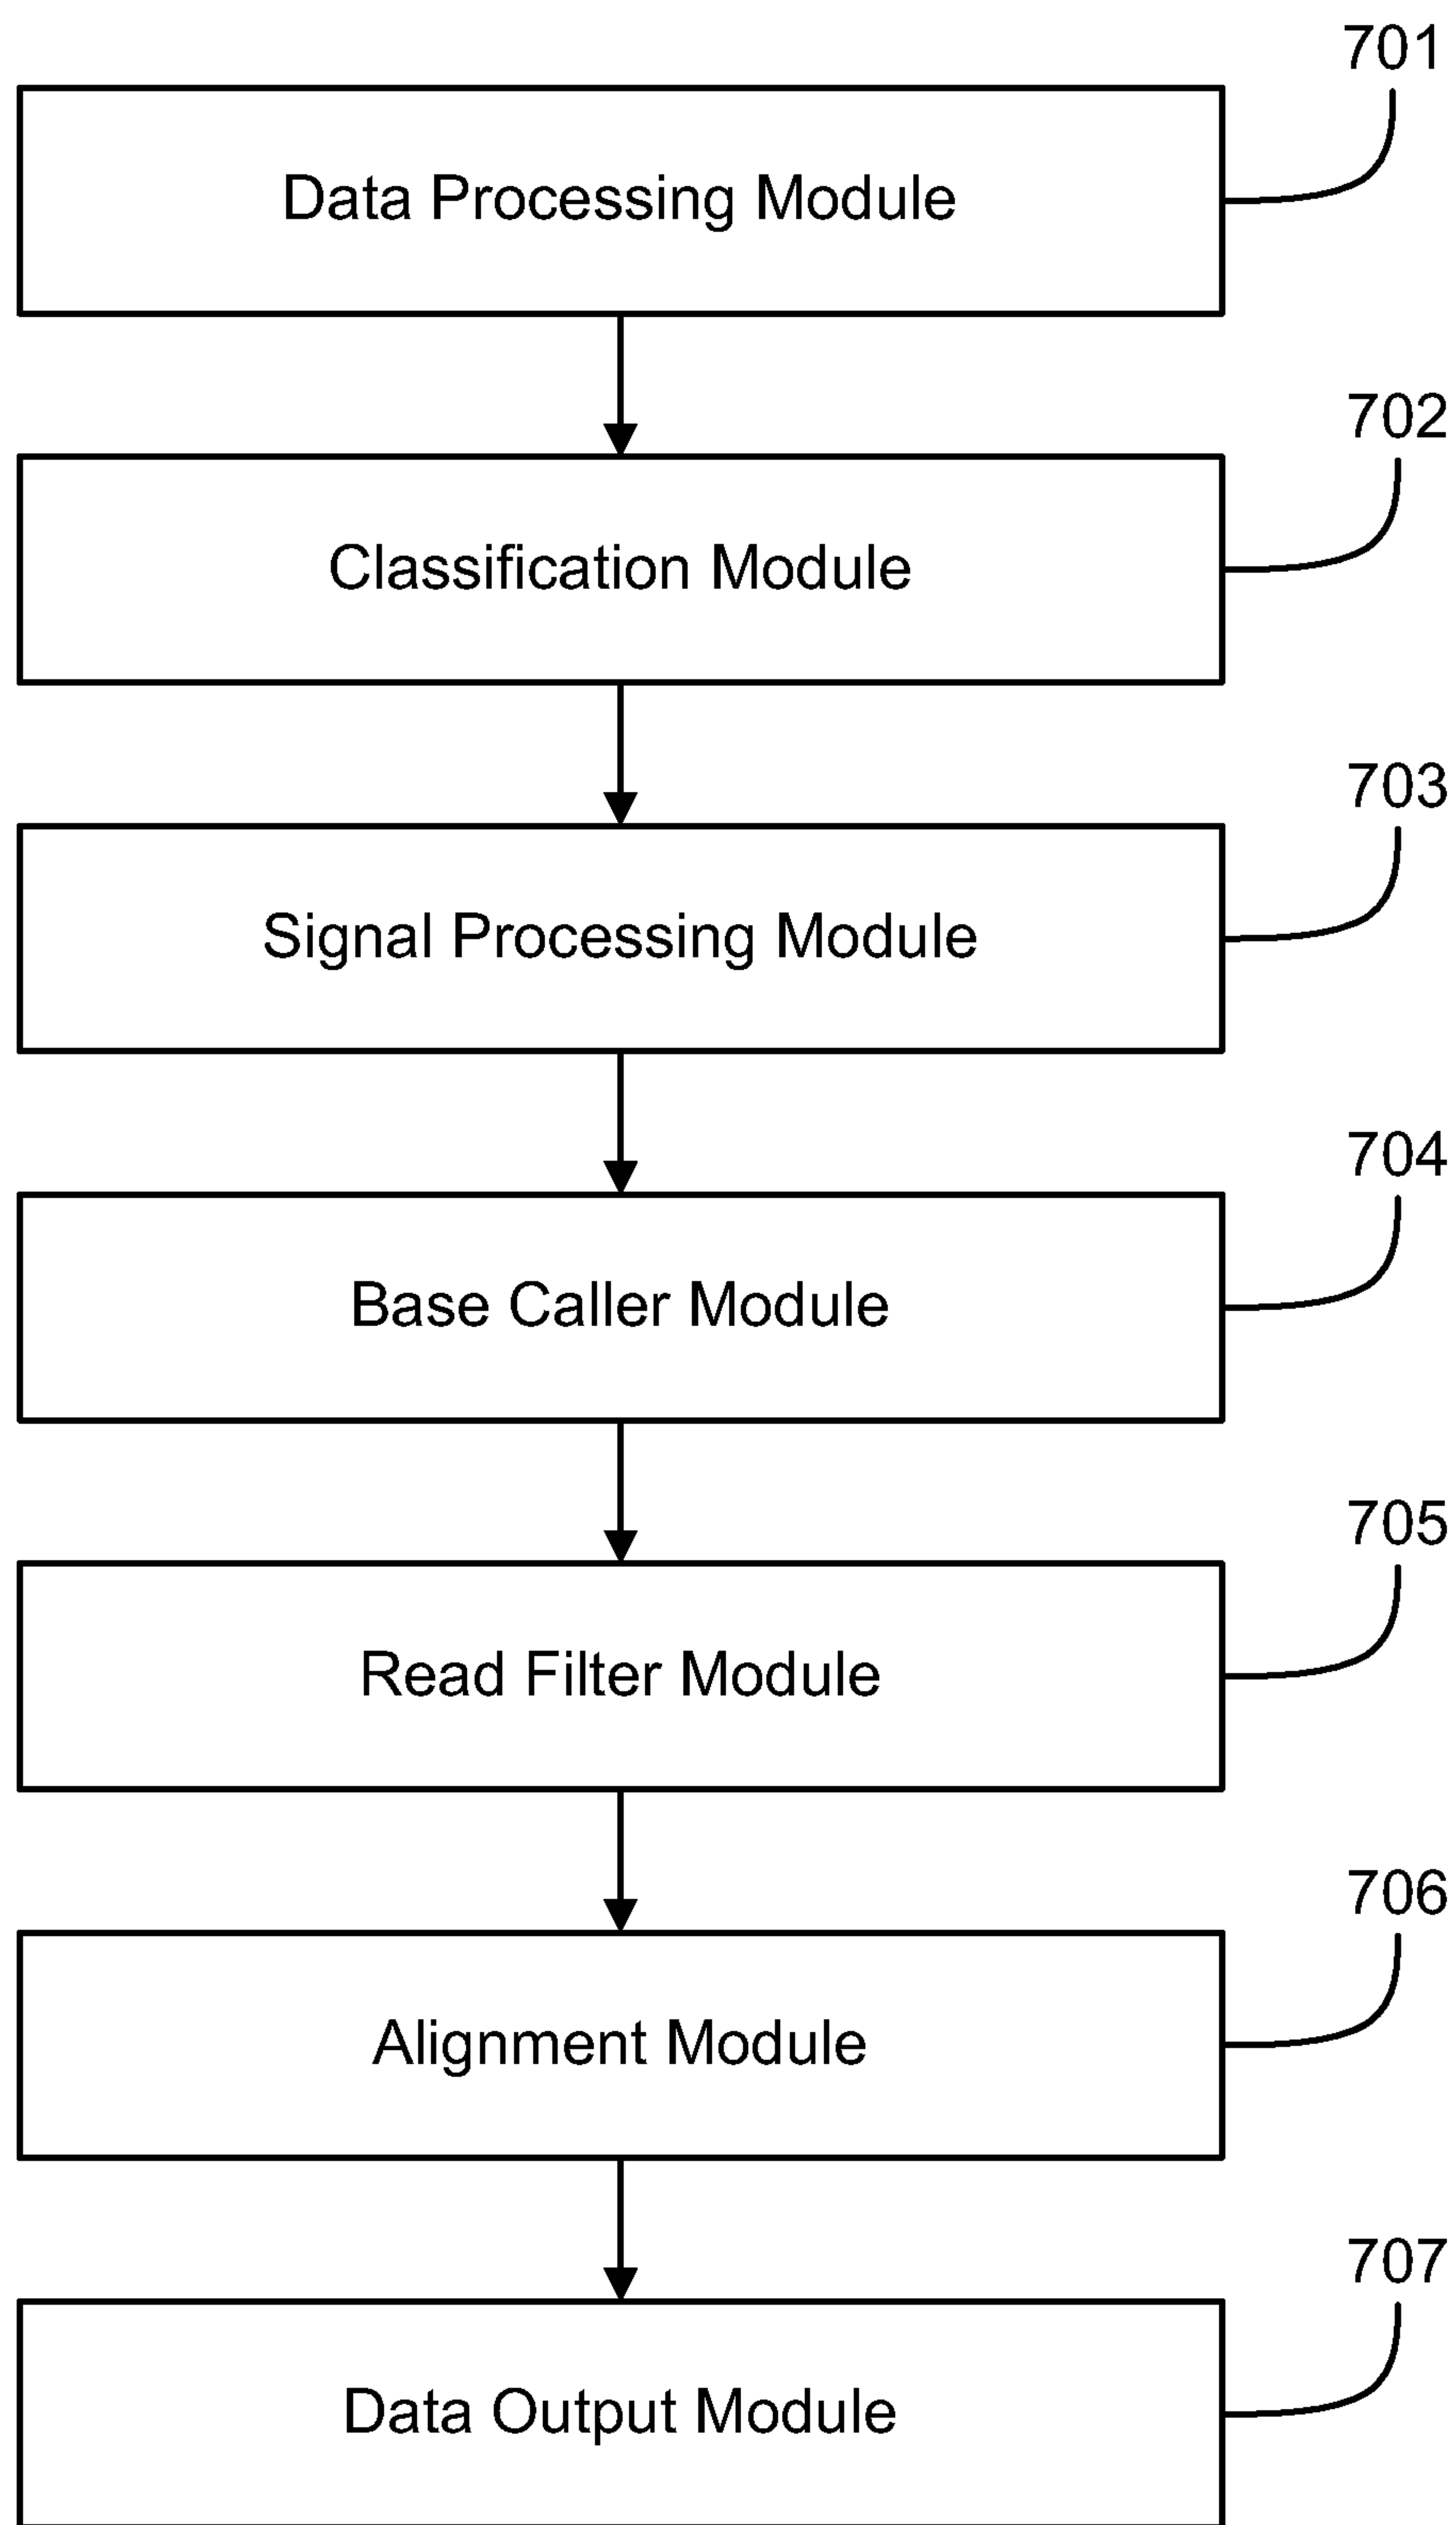 701
Data Processing Module
702
Classification Module
703
Signal Processing Module
704
Base Caller Module
705
Read Filter Module
706
Alignment Module
707
Data Output Module